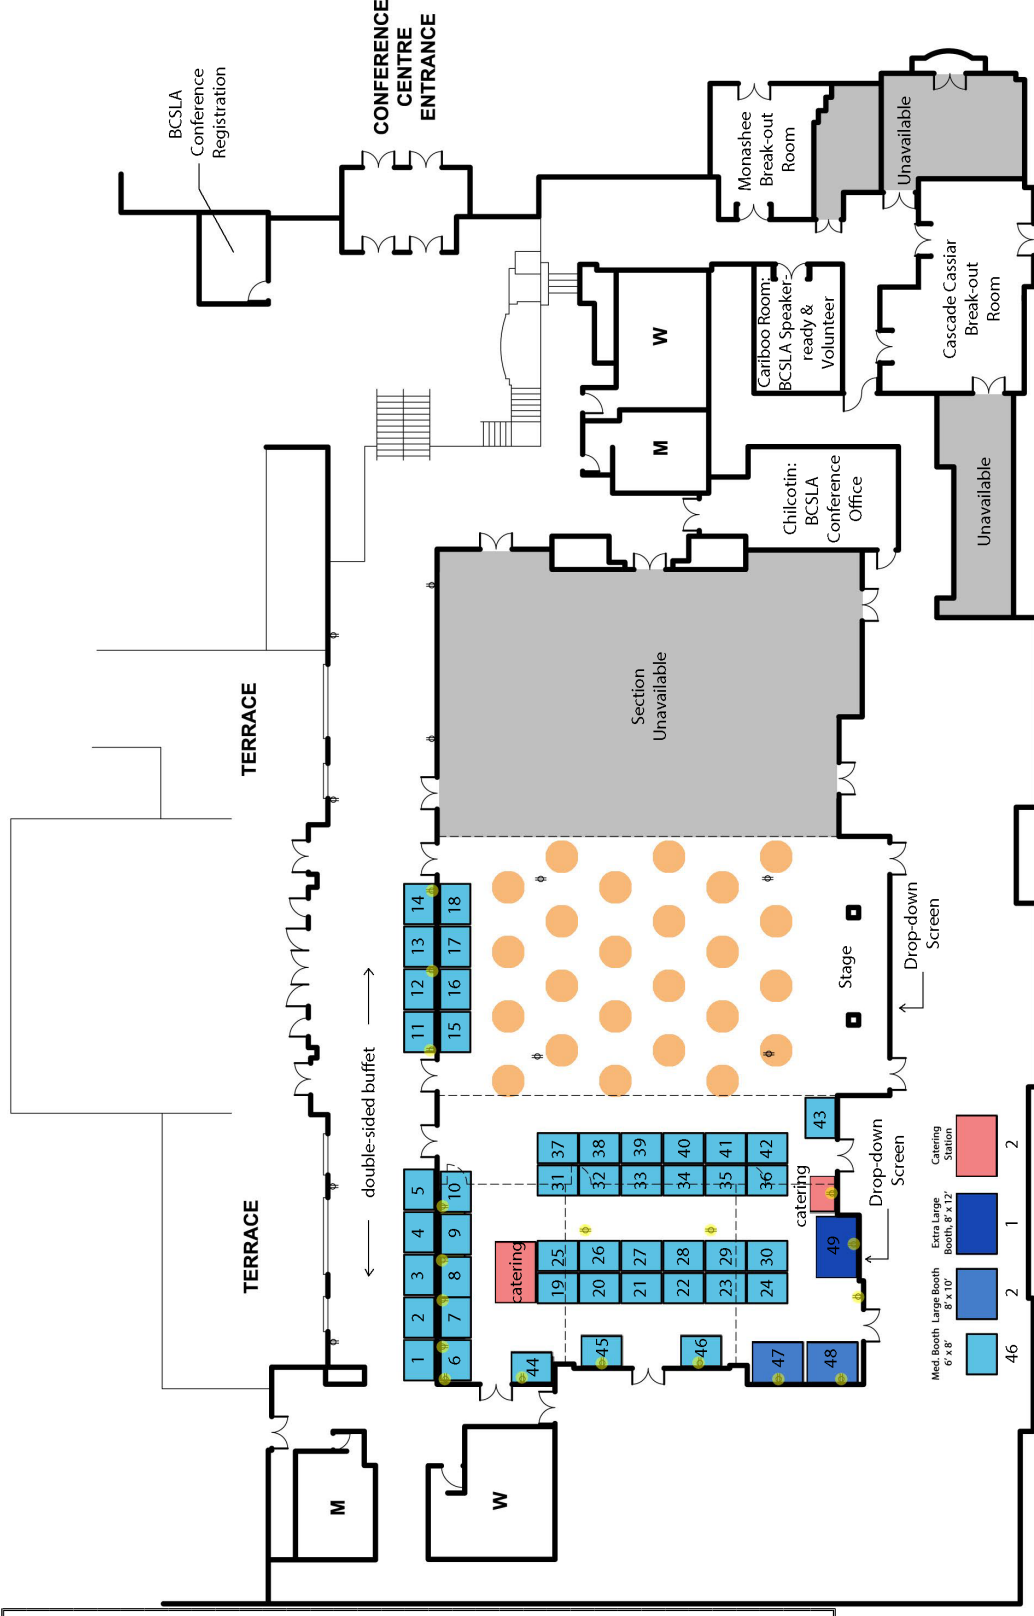 BCSLA
Conference
Registration
CONFERENCE
CENTRE
ENTRANCE
Monashee
Break-out
Room
Unavailable
Cascade Cassiar
Break-out
Room
Cariboo Room:
BCSLA Speaker-
ready &
Volunteer
W
M
Chilcotin:
BCSLA
Conference
Office
Unavailable
Section
Unavailable
TERRACE
TERRACE
double-sided buffet
14
13
12
11
18
17
16
15
Stage
Drop-down
Screen
5
4
3
2
1
10
9
8
7
6
37
38
39
40
41
42
31
32
33
34
35
36
43
catering
25
26
27
28
29
30
19
20
21
22
23
24
catering
49
Drop-down
Screen
44
45
46
47
48
M
W
Med. Booth
6' x 8'
46
Large Booth
8' x 10'
2
Extra Large
Booth, 8' x 12'
1
Catering
Station
2